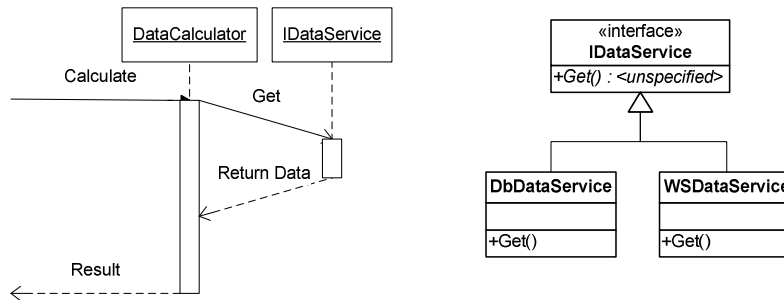 DataCalculator
IDataService
Calculate
Get
Return Data
Result
«interface»
IDataService
+Get() : <unspecified>
DbDataService
+Get()
WSDataService
+Get()